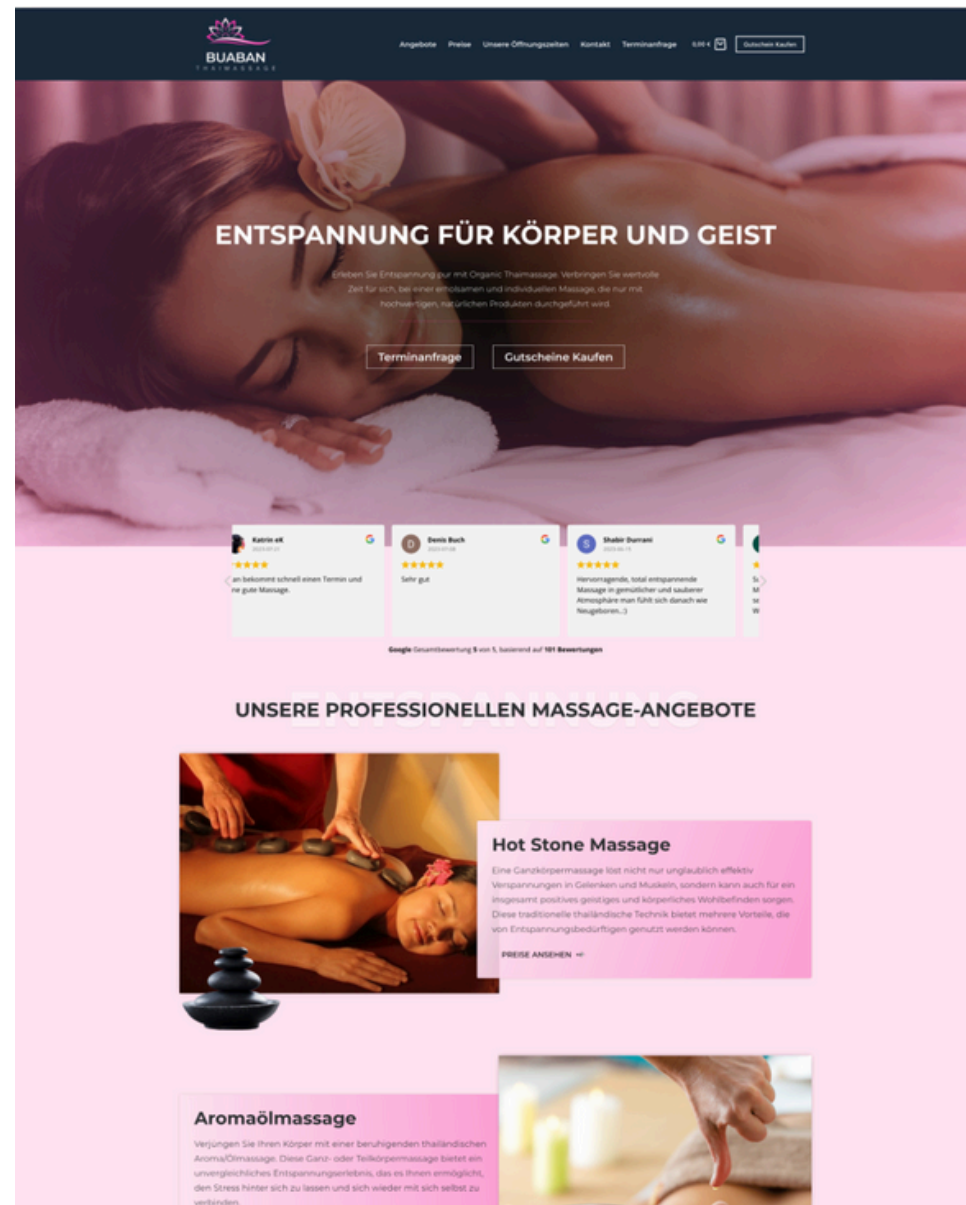 BUABAN
THAIMASSAGE
Angebote Preise Unsere Öffnungszeiten Kontakt Terminanfrage 0,00 € Gutschein Kaufen
ENTSPANNUNG FÜR KÖRPER UND GEIST
Erleben Sie Entspannung pur mit Organic Thaimassage. Verbringen Sie wertvolle
Zeit für sich, bei einer erholsamen und individuellen Massage, die nur mit
hochwertigen, natürlichen Produkten durchgeführt wird.
Terminanfrage Gutscheine Kaufen
Katrin eK
an bekommt schnell einen Termin und
ne gute Massage.
D
Denis Buch
Sehr gut
S
Shabir Durrani
Hervorragende, total entspannende
Massage in gemütlicher und sauberer
Atmosphäre man fühlt sich danach wie
Neugeboren..:)
Google Gesamtbewertung 5 von 5, basierend auf 101 Bewertungen
ENTSPANNUNG
UNSERE PROFESSIONELLEN MASSAGE-ANGEBOTE
Hot Stone Massage
Eine Ganzkörpermassage löst nicht nur unglaublich effektiv
Verspannungen in Gelenken und Muskeln, sondern kann auch für ein
insgesamt positives geistiges und körperliches Wohlbefinden sorgen.
Diese traditionelle thailändische Technik bietet mehrere Vorteile, die
von Entspannungsbedürftigen genutzt werden können.
PREISE ANSEHEN
Aromaölmassage
Verjüngen Sie Ihren Körper mit einer beruhigenden thailändischen
Aroma/Ölmassage. Diese Ganz- oder Teilkörpermassage bietet ein
unvergleichliches Entspannungserlebnis, das es Ihnen ermöglicht,
den Stress hinter sich zu lassen und sich wieder mit sich selbst zu
verbinden.